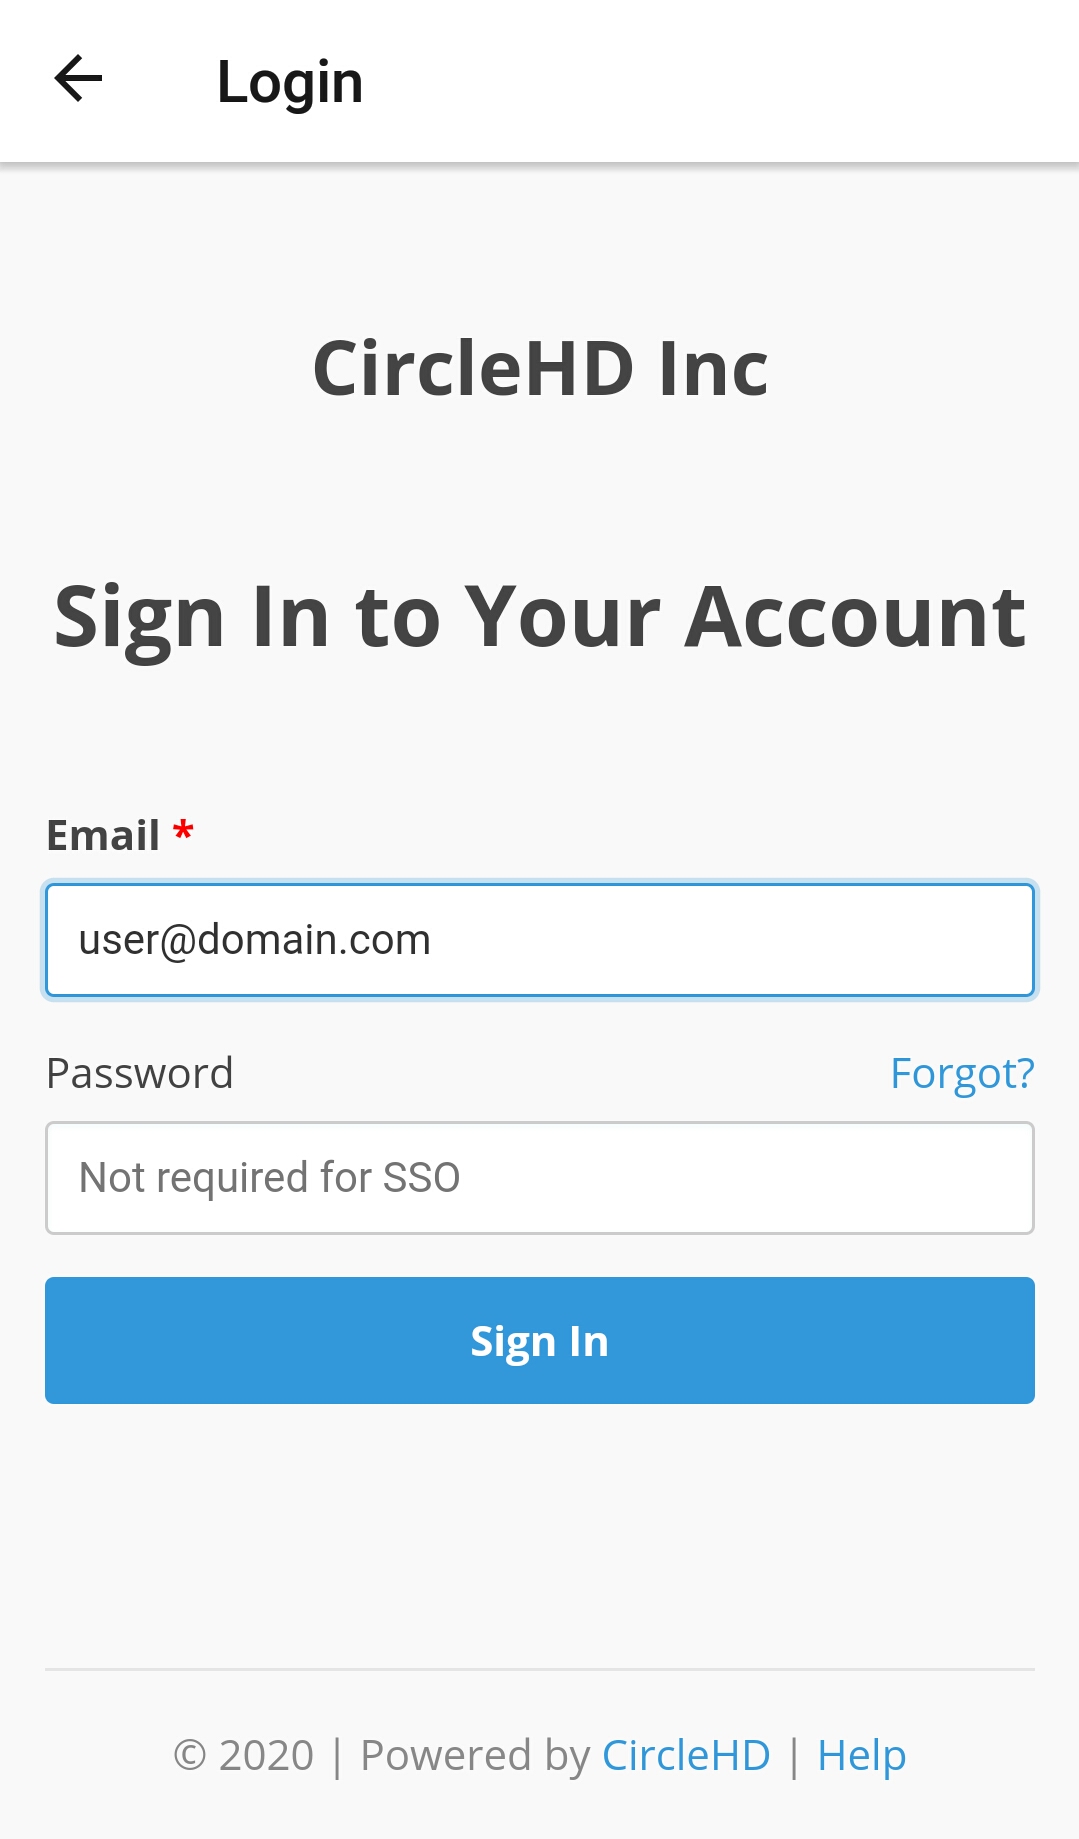 Login
CircleHD Inc
Sign In to Your Account
Email *
user@domain.com
Password Forgot?
Not required for SSO
Sign In
© 2020 | Powered by CircleHD | Help